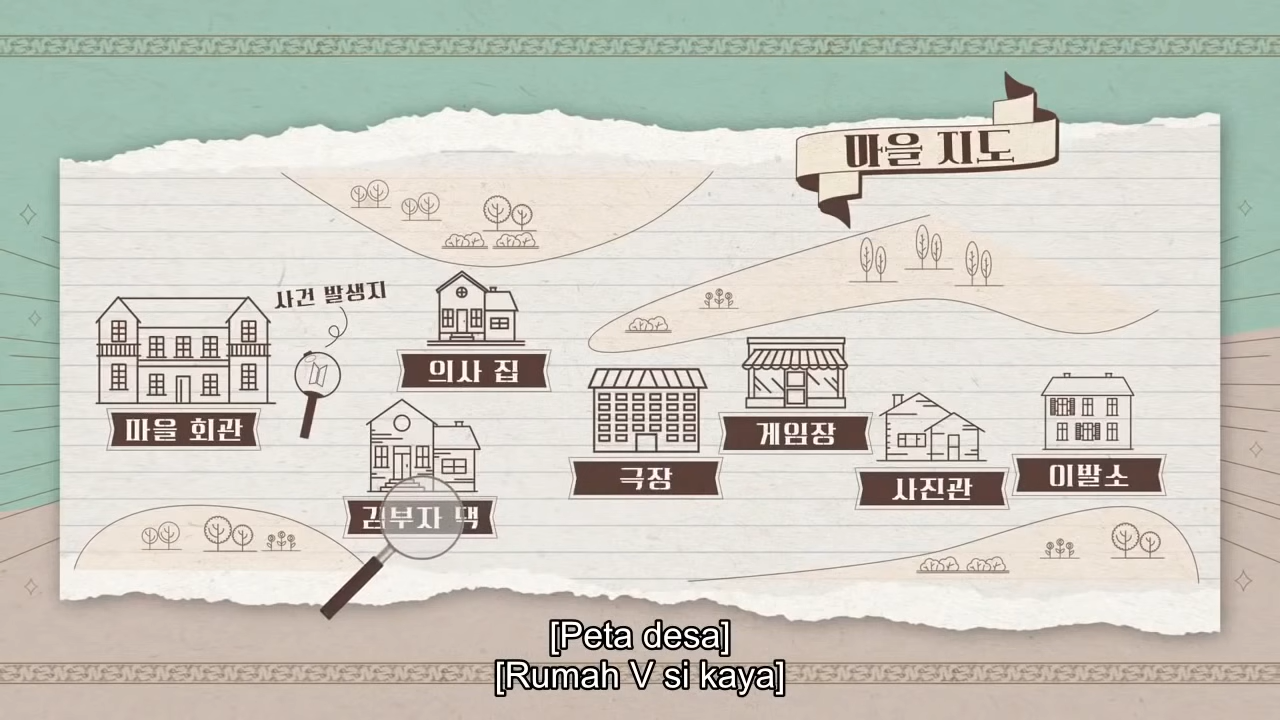 마을 지도
사건 발생지
의사 집
마을 회관
게임장
극장
사진관
이발소
김부자 댁
[Peta desa]
[Rumah V si kaya]